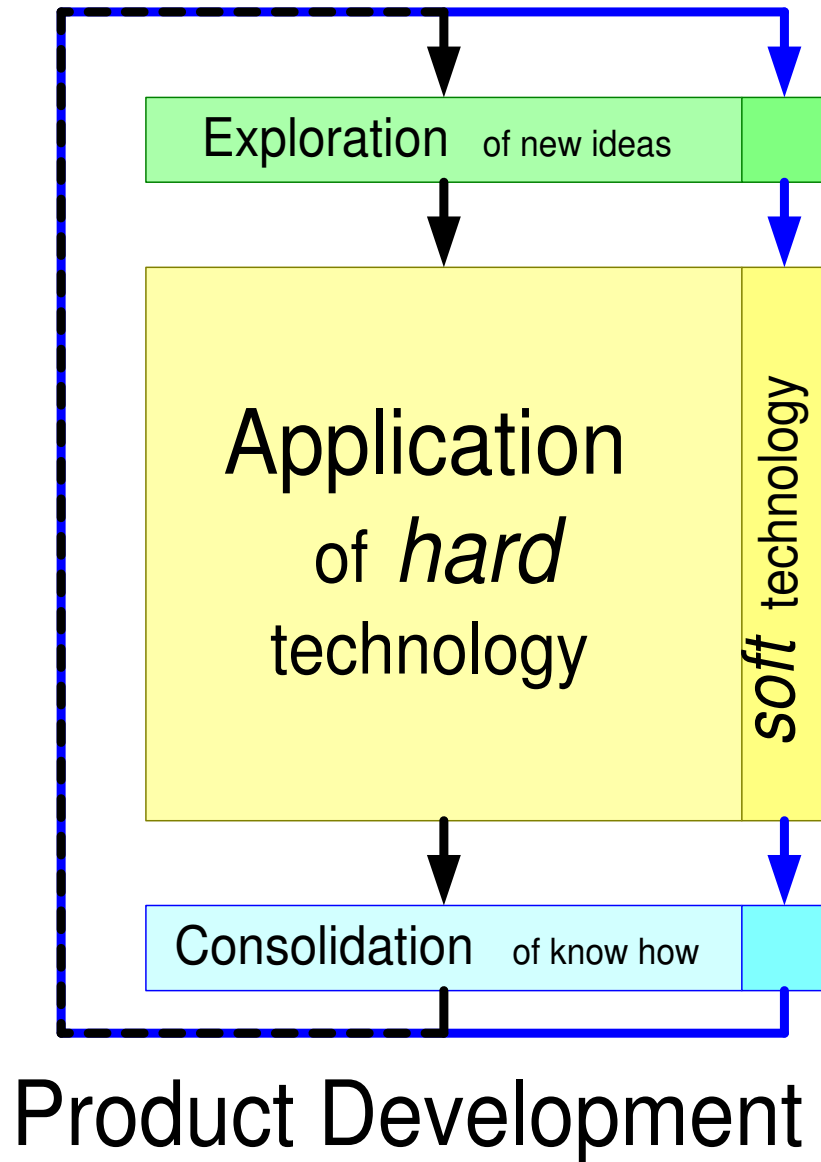 Exploration of new ideas
Application
of hard
technology
soft technology
Consolidation of know how
Product Development